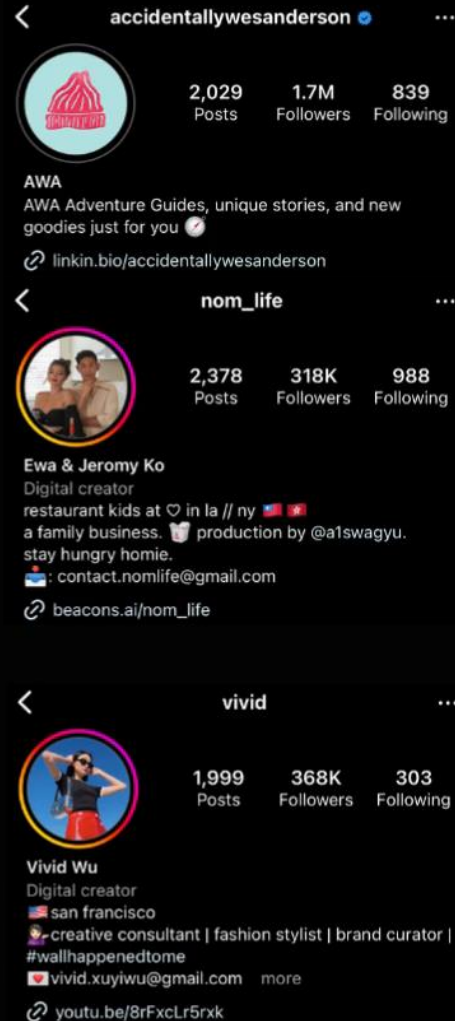 accidentallywesanderson
2,029 1.7M 839
Posts Followers Following
AWA
AWA Adventure Guides, unique stories, and new
goodies just for you
linkin.bio/accidentallywesanderson
nom_life
2,378 318K 988
Posts Followers Following
Ewa & Jeromy Ko
Digital creator
restaurant kids at ♡ in la // ny 🇹🇼 🇭🇰
a family business. 🥡 production by @a1swagyu.
stay hungry homie.
📥: contact.nomlife@gmail.com
beacons.ai/nom_life
vivid
1,999 368K 303
Posts Followers Following
Vivid Wu
Digital creator
🇺🇸san francisco
creative consultant | fashion stylist | brand curator |
#wallhappenedtome
💌vivid.xuyiwu@gmail.com more
youtu.be/8rFxcLr5rxk